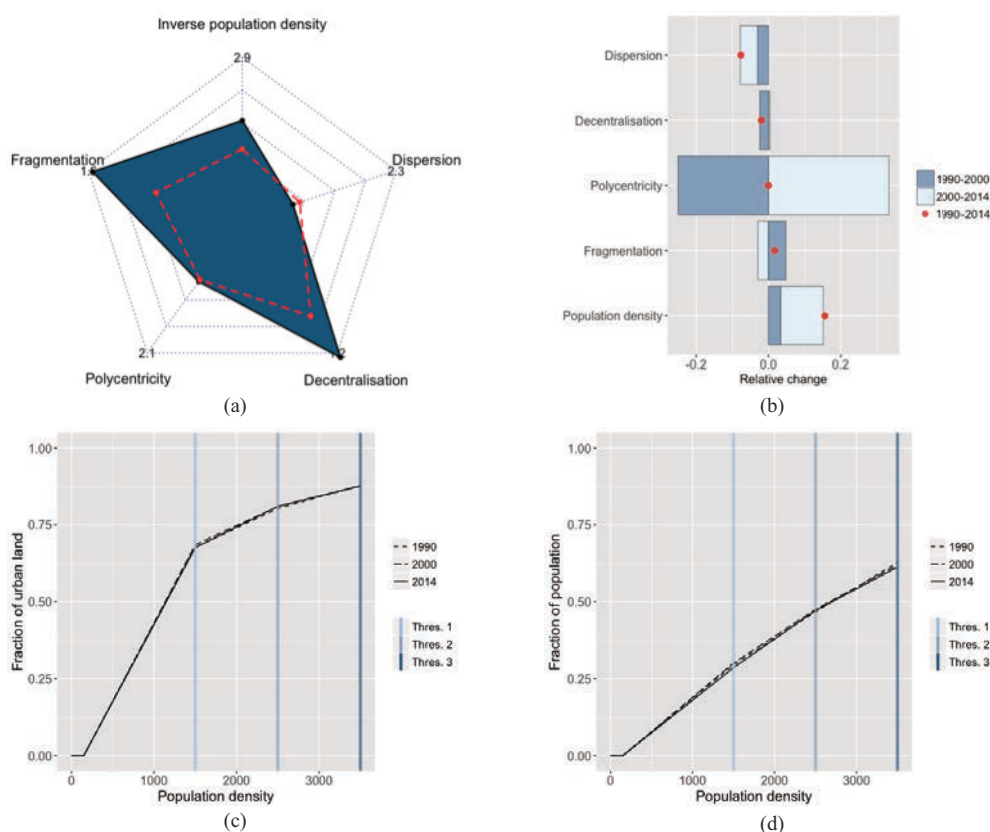 Inverse population density
2.9
Fragmentation
Dispersion
2.3
2.1
Polycentricity
Decentralisation
(a)
Dispersion
Decentralisation
Polycentricity
Fragmentation
Population density
-0.2
0.0
0.2
Relative change
1990-2000
2000-2014
1990-2014
(b)
1.00
0.75
0.50
0.25
0.00
Fraction of urban land
0
1000
2000
3000
Population density
1990
2000
2014
Thres. 1
Thres. 2
Thres. 3
(c)
1.00
0.75
0.50
0.25
0.00
Fraction of population
0
1000
2000
3000
Population density
1990
2000
2014
Thres. 1
Thres. 2
Thres. 3
(d)